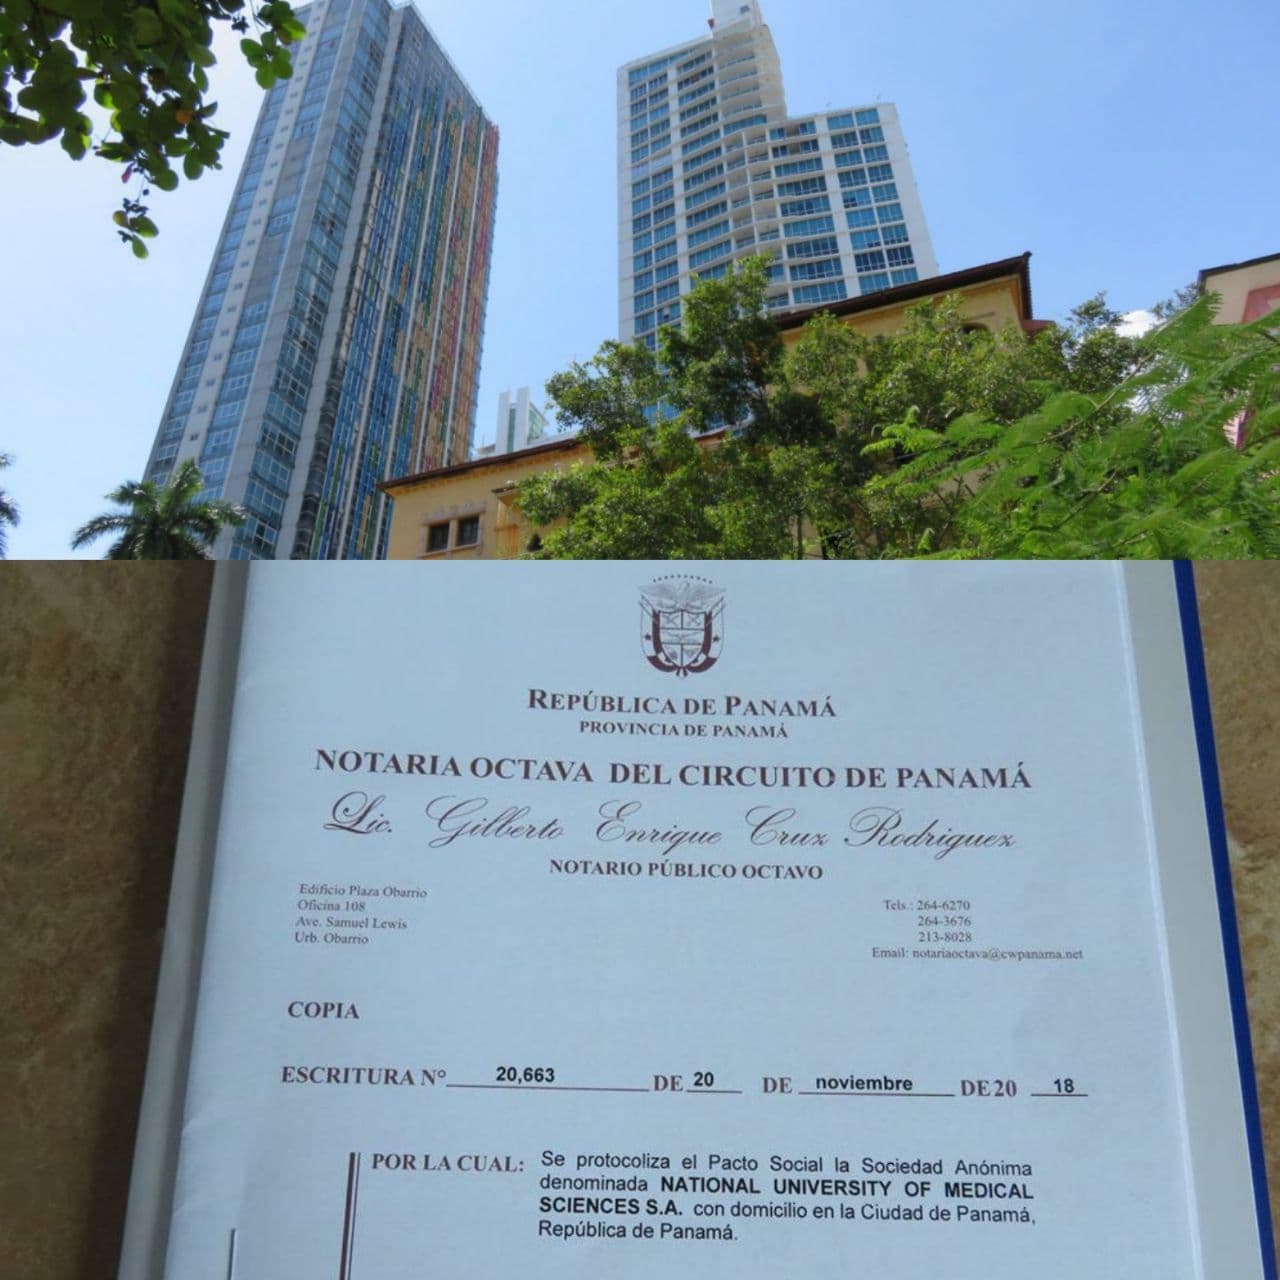 REPÚBLICA DE PANAMÁ
PROVINCIA DE PANAMÁ
NOTARIA OCTAVA DEL CIRCUITO DE PANAMÁ
Lic. Gilberto Enrique Cruz Rodriguez
NOTARIO PÚBLICO OCTAVO
Edificio Plaza Obarrio
Oficina 108
Ave. Samuel Lewis
Urb. Obarrio
Tels.: 264-6270
264-3676
213-8028
Email: notariaoctava@cwpanama.net
COPIA
ESCRITURA Nº 20,663 DE 20 DE noviembre DE 20 18
POR LA CUAL: Se protocoliza el Pacto Social la Sociedad Anónima
denominada NATIONAL UNIVERSITY OF MEDICAL
SCIENCES S.A. con domicilio en la Ciudad de Panamá,
República de Panamá.